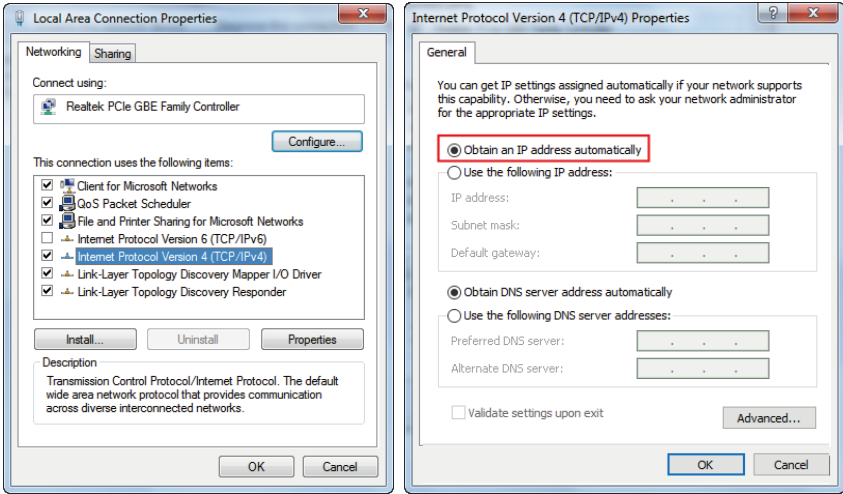 Local Area Connection Properties
Networking
Sharing
Connect using:
Realtek PCIe GBE Family Controller
Configure...
This connection uses the following items:
Client for Microsoft Networks
QoS Packet Scheduler
File and Printer Sharing for Microsoft Networks
Internet Protocol Version 6 (TCP/IPv6)
Internet Protocol Version 4 (TCP/IPv4)
Link-Layer Topology Discovery Mapper I/O Driver
Link-Layer Topology Discovery Responder
Install...
Uninstall
Properties
Description
Transmission Control Protocol/Internet Protocol. The default
wide area network protocol that provides communication
across diverse interconnected networks.
OK
Cancel
Internet Protocol Version 4 (TCP/IPv4) Properties
General
You can get IP settings assigned automatically if your network supports
this capability. Otherwise, you need to ask your network administrator
for the appropriate IP settings.
Obtain an IP address automatically
Use the following IP address:
IP address:
Subnet mask:
Default gateway:
Obtain DNS server address automatically
Use the following DNS server addresses:
Preferred DNS server:
Alternate DNS server:
Validate settings upon exit
Advanced...
OK
Cancel